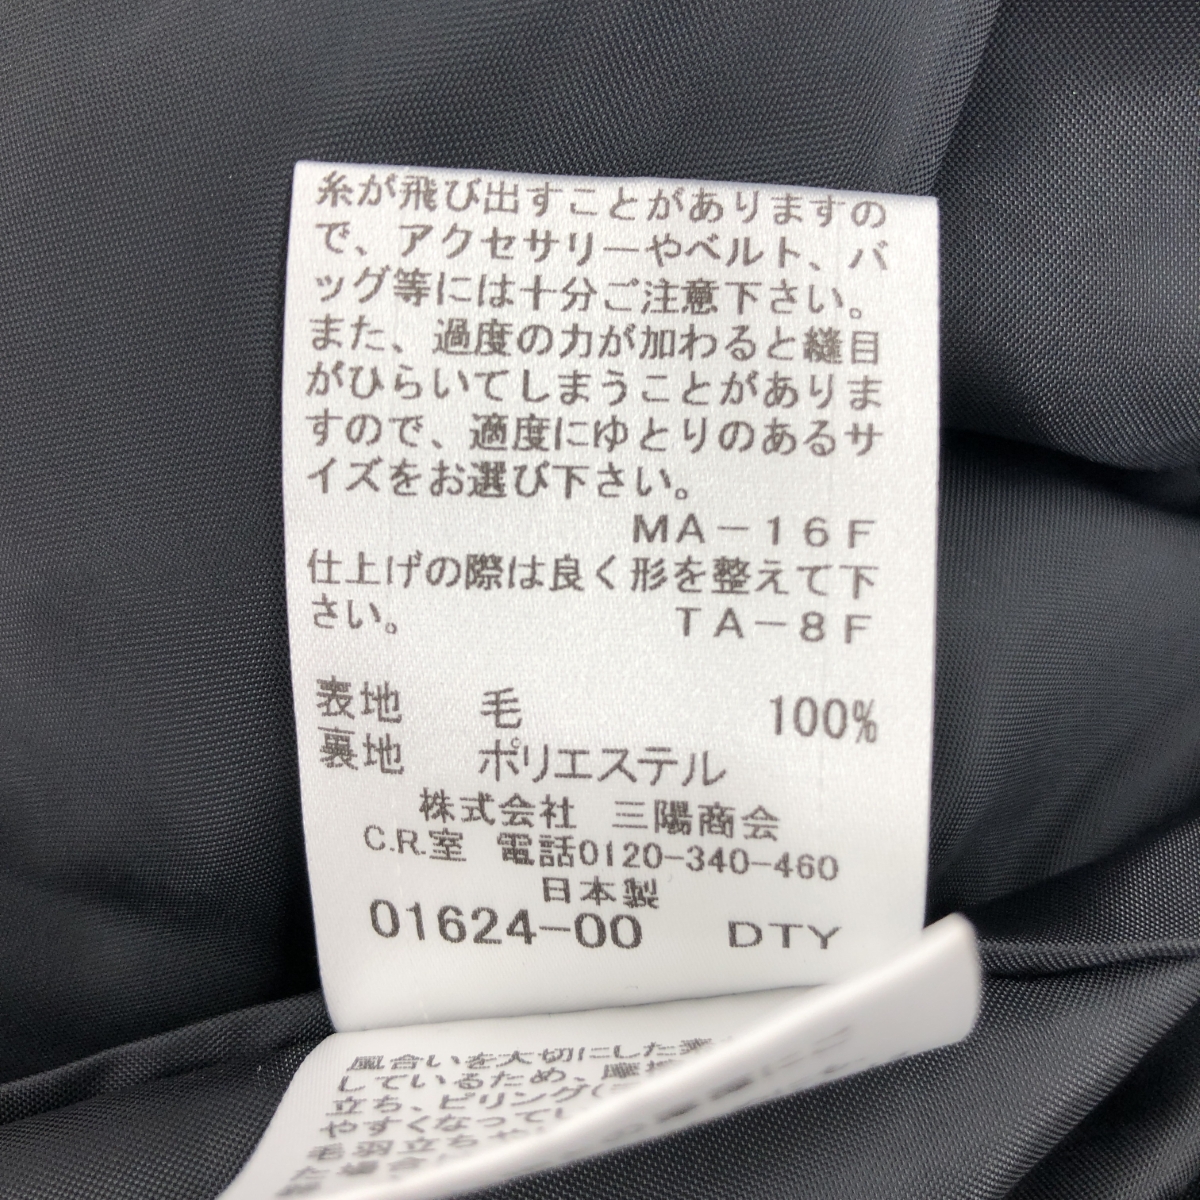 糸が飛び出すことがありますの
で、アクセサリーやベルト、バ
ッグ等には十分ご注意下さい。
また、過度の力が加わると縫目
がひらいてしまうことがありま
すので、適度にゆとりのあるサ
イズをお選び下さい。
MA-16F
仕上げの際は良く形を整えて下
さい。 TA-8F
表地 毛 100%
裏地 ポリエステル
株式会社 三陽商会
C.R.室 電話0120-340-460
日本製
01624-00 DTY
風合いを大切にした素
しているため、摩擦
立ち、ピリング(
やすくなってい
毛羽立ちや
た場合